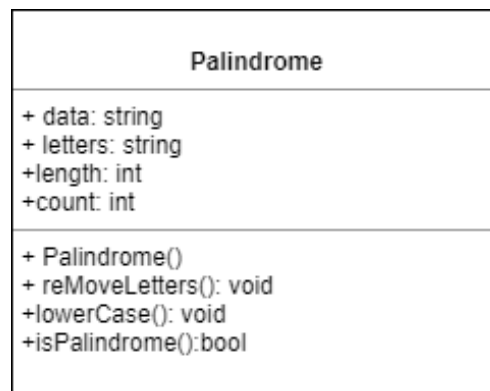 Palindrome
+ data: string
+ letters: string
+length: int
+count: int
+ Palindrome()
+ reMoveLetters(): void
+lowerCase(): void
+isPalindrome():bool